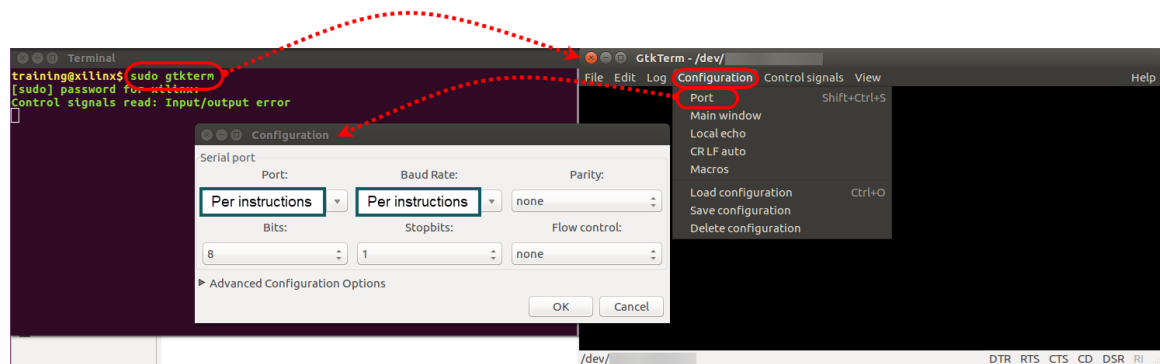 Terminal
training@xilinx$ sudo gtkterm
[sudo] password for xilinx:
Control signals read: Input/output error
GtkTerm - /dev/
File Edit Log Configuration Control signals View Help
Port Shift+Ctrl+S
Main window
Local echo
CR LF auto
Macros
Load configuration Ctrl+O
Save configuration
Delete configuration
Configuration
Serial port
Port: Baud Rate: Parity:
Per instructions Per instructions none
Bits: Stopbits: Flow control:
8 1 none
Advanced Configuration Options
OK Cancel
/dev/ DTR RTS CTS CD DSR RI